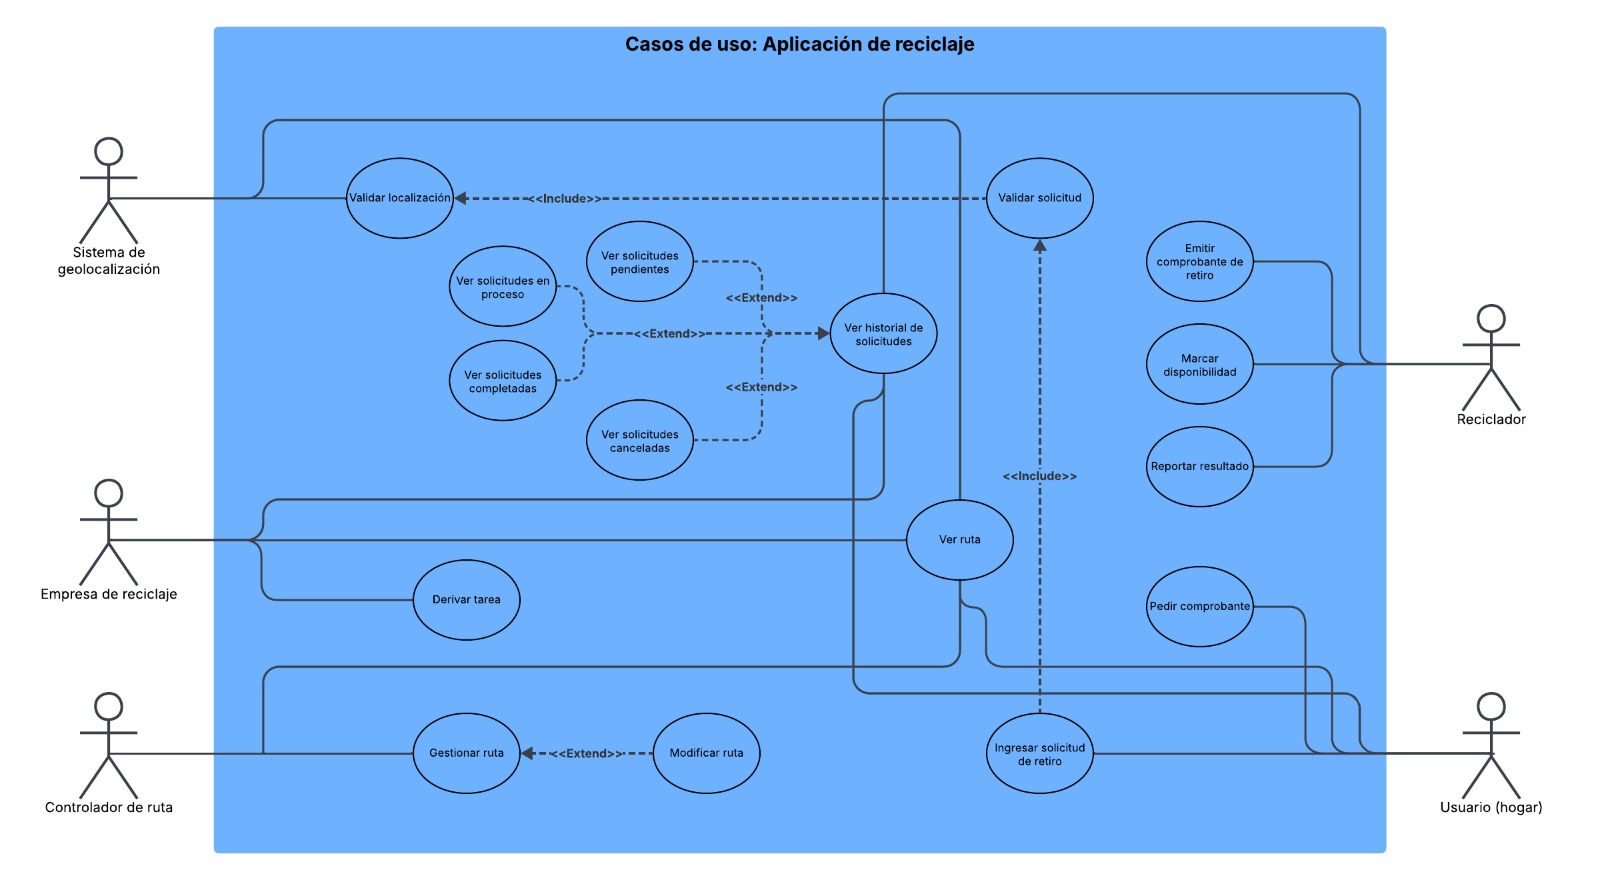 Casos de uso: Aplicación de reciclaje
Sistema de
geolocalización
Validar localización
<<Include>>
Validar solicitud
Ver solicitudes
pendientes
Ver solicitudes en
proceso
<<Extend>>
<<Extend>>
Ver historial de
solicitudes
Ver solicitudes
completadas
<<Extend>>
Ver solicitudes
canceladas
Emitir
comprobante de
retiro
Marcar
disponibilidad
Reportar resultado
Reciclador
<<Include>>
Empresa de reciclaje
Ver ruta
Derivar tarea
Pedir comprobante
Controlador de ruta
Gestionar ruta
<<Extend>>
Modificar ruta
Ingresar solicitud
de retiro
Usuario (hogar)